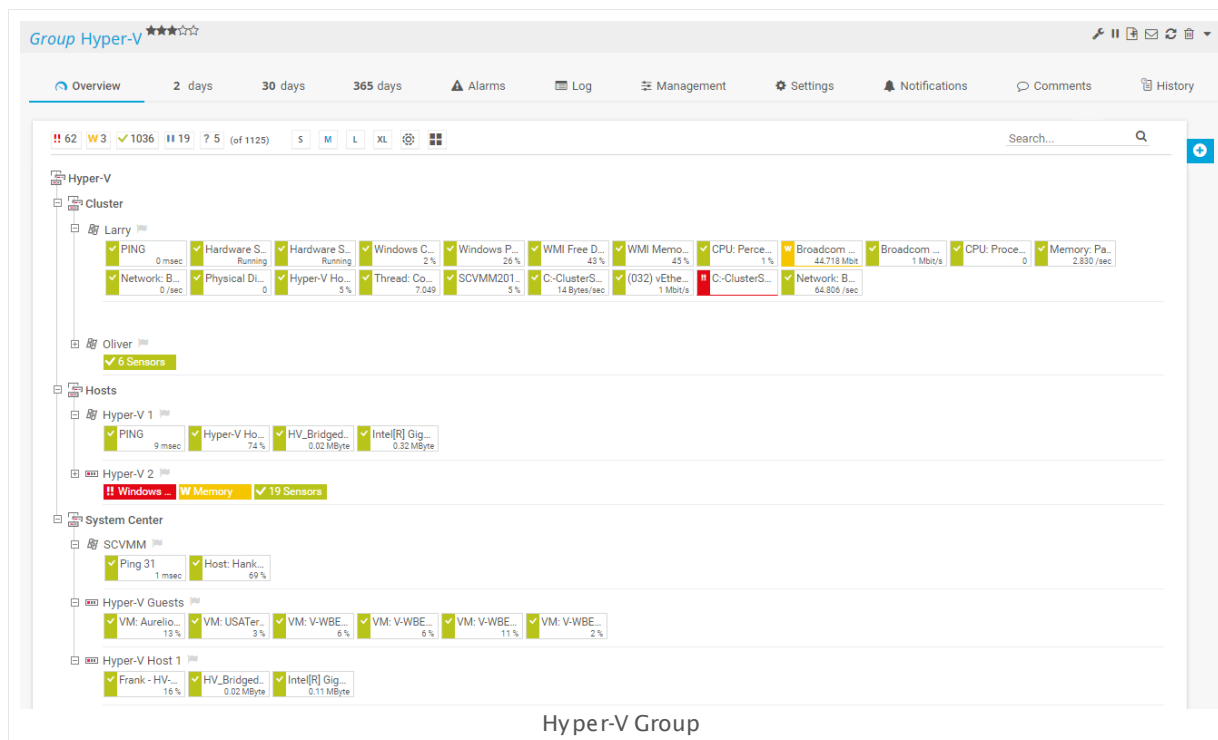 Group Hyper-V
Overview 2 days 30 days 365 days Alarms Log Management Settings Notifications Comments History
!! 62 W 3 1036 19 ? 5 (of 1125) S M L XL Search...
Hyper-V
Cluster
Larry
PING Hardware S... Hardware S... Windows C... Windows P... WMI Free D... WMI Memo... CPU: Perce... W Broadcom ... Broadcom ... CPU: Proce... Memory: Pa..
0 msec Running Running 2 % 26 % 43 % 45 % 1 % 44.718 Mbit 1 Mbit/s 0 2.830 /sec
Network: B... Physical Di... Hyper-V Ho... Thread: Co... SCVMM201... C:-ClusterS... (032) vEthe... !! C:-ClusterS... Network: B...
0 /sec 0 5 % 7.049 5 % 14 Bytes/sec 1 Mbit/s 64.806 /sec
Oliver
6 Sensors
Hosts
Hyper-V 1
PING Hyper-V Ho... HV_Bridged.. Intel[R] Gig...
9 msec 74 % 0.02 MByte 0.32 MByte
Hyper-V 2
!! Windows ... W Memory 19 Sensors
System Center
SCVMM
Ping 31 Host: Hank...
1 msec 69 %
Hyper-V Guests
VM: Aurelio... VM: USATer.. VM: V-WBE... VM: V-WBE... VM: V-WBE... VM: V-WBE...
13 % 3 % 6 % 6 % 11 % 2 %
Hyper-V Host 1
Frank - HV-... HV_Bridged.. Intel[R] Gig...
16 % 0.02 MByte 0.11 MByte
Hyper-V Group